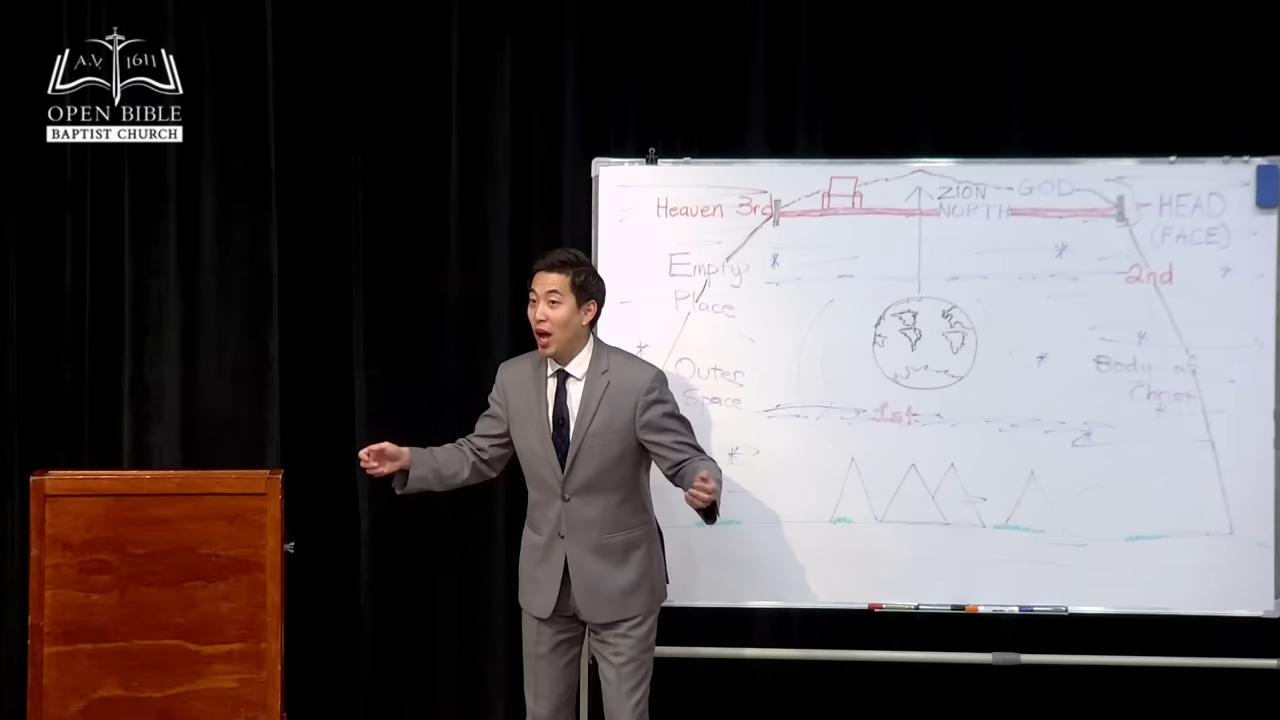 A.V. 1611
OPEN BIBLE
BAPTIST CHURCH
Heaven 3rd
ZION
GOD
NORTH
HEAD
(FACE)
Empty
Place
2nd
Outer
Space
Body of
Christ
1st